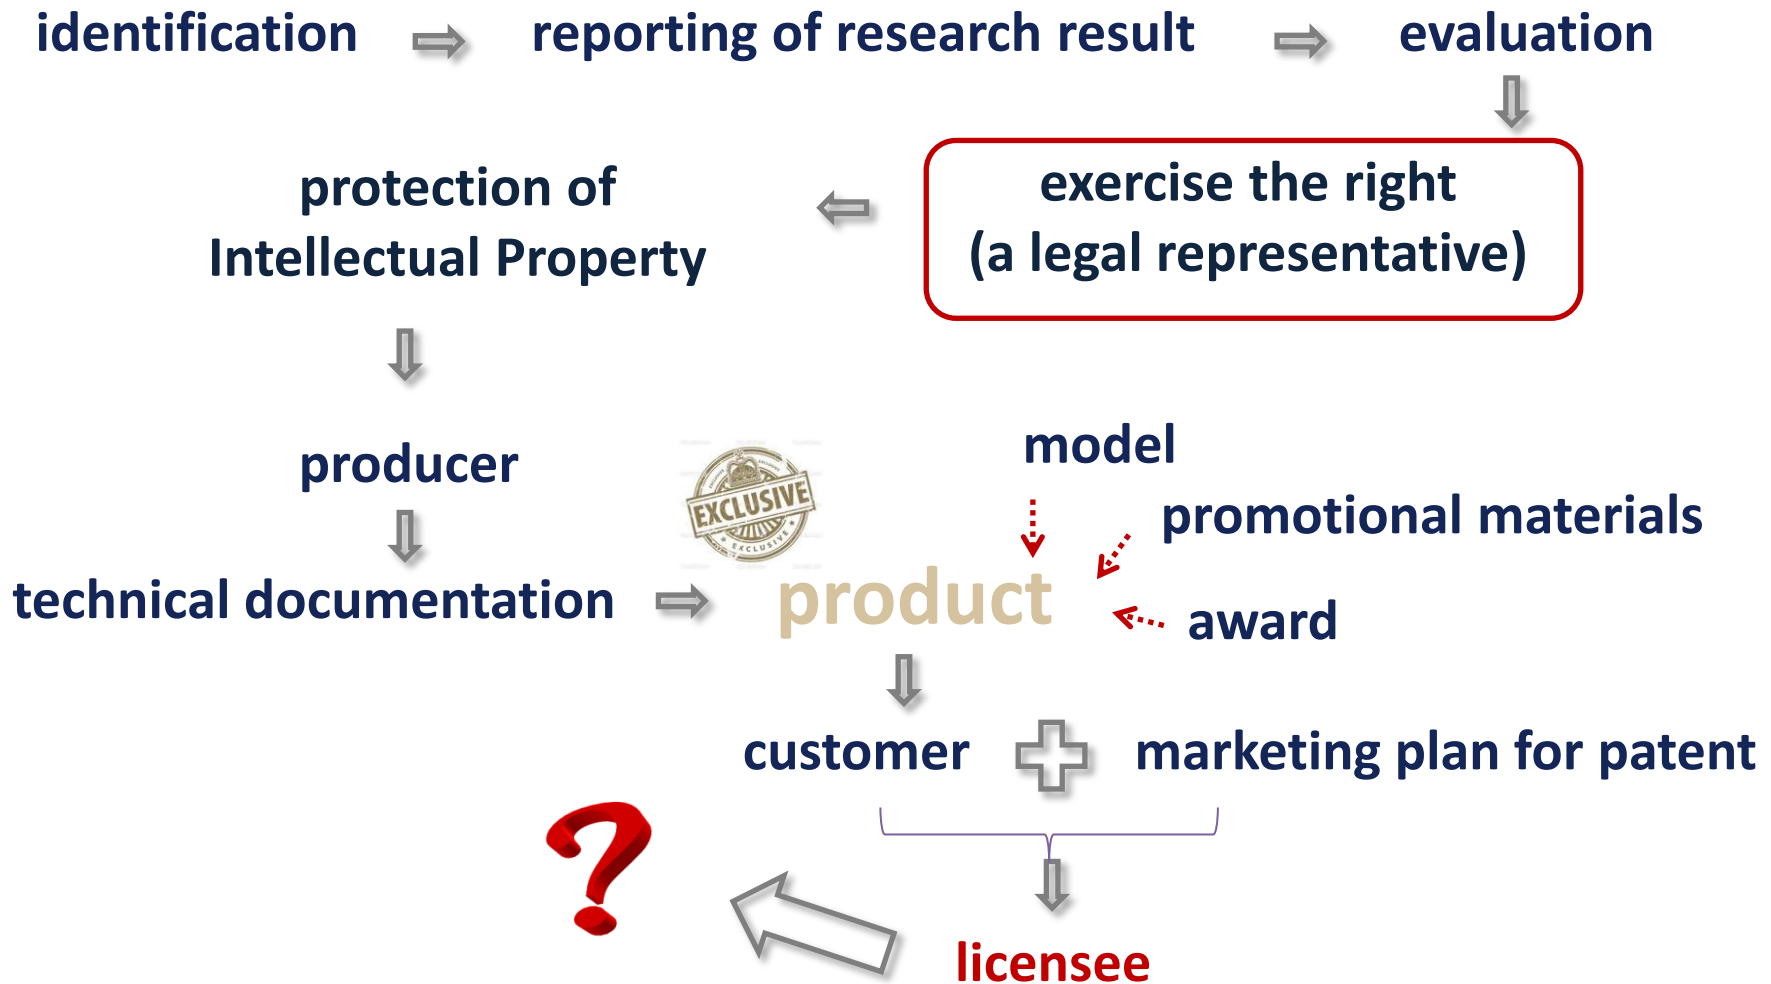 identification
reporting of research result
evaluation
exercise the right
(a legal representative)
protection of
Intellectual Property
producer
technical documentation
EXCLUSIVE
EXCLUSIVE
product
model
promotional materials
award
customer
marketing plan for patent
?
licensee